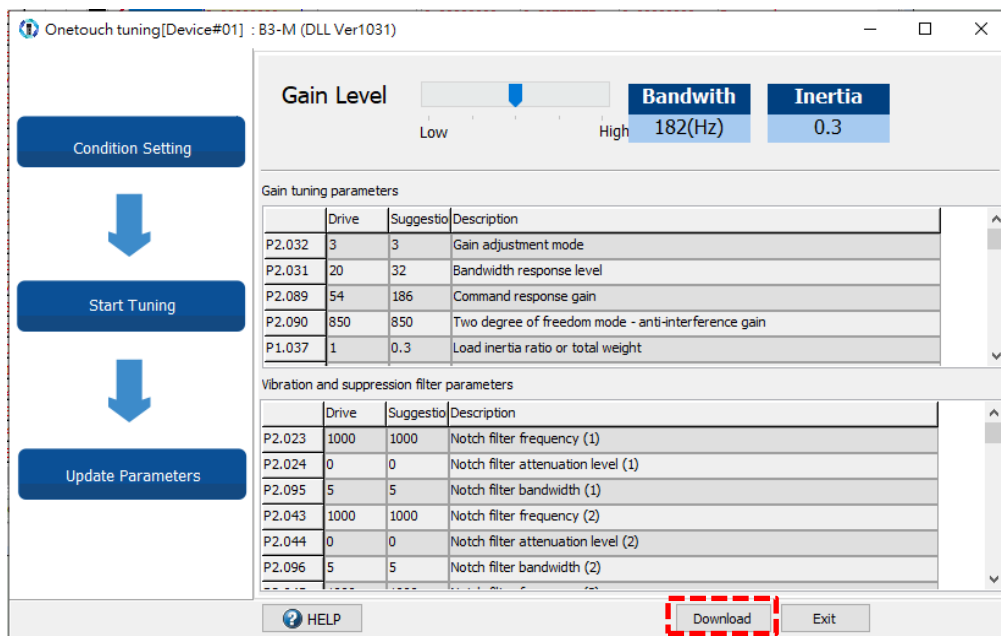 Onetouch tuning[Device#01] : B3-M (DLL Ver1031)
Condition Setting
Start Tuning
Update Parameters
Gain Level
Low
High
Bandwith
182(Hz)
Inertia
0.3
Gain tuning parameters
Drive Suggestio Description
P2.032 3 3 Gain adjustment mode
P2.031 20 32 Bandwidth response level
P2.089 54 186 Command response gain
P2.090 850 850 Two degree of freedom mode - anti-interference gain
P1.037 1 0.3 Load inertia ratio or total weight
Vibration and suppression filter parameters
Drive Suggestio Description
P2.023 1000 1000 Notch filter frequency (1)
P2.024 0 0 Notch filter attenuation level (1)
P2.095 5 5 Notch filter bandwidth (1)
P2.043 1000 1000 Notch filter frequency (2)
P2.044 0 0 Notch filter attenuation level (2)
P2.096 5 5 Notch filter bandwidth (2)
HELP
Download
Exit